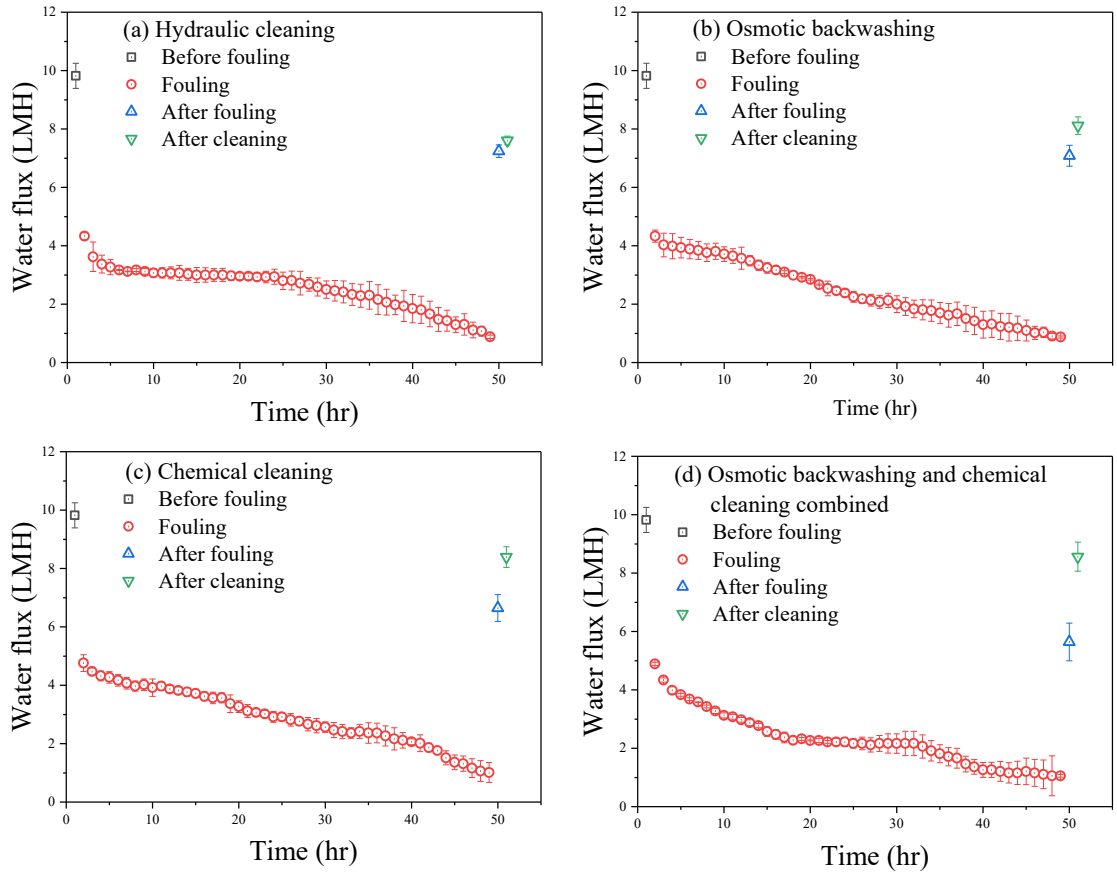 (a) Hydraulic cleaning
Before fouling
Fouling
After fouling
After cleaning
Water flux (LMH)
12
10
8
6
4
2
0
0 10 20 30 40 50
Time (hr)
(b) Osmotic backwashing
Before fouling
Fouling
After fouling
After cleaning
Water flux (LMH)
12
10
8
6
4
2
0
0 10 20 30 40 50
Time (hr)
(c) Chemical cleaning
Before fouling
Fouling
After fouling
After cleaning
Water flux (LMH)
12
10
8
6
4
2
0
0 10 20 30 40 50
Time (hr)
(d) Osmotic backwashing and chemical
cleaning combined
Before fouling
Fouling
After fouling
After cleaning
Water flux (LMH)
12
10
8
6
4
2
0
0 10 20 30 40 50
Time (hr)